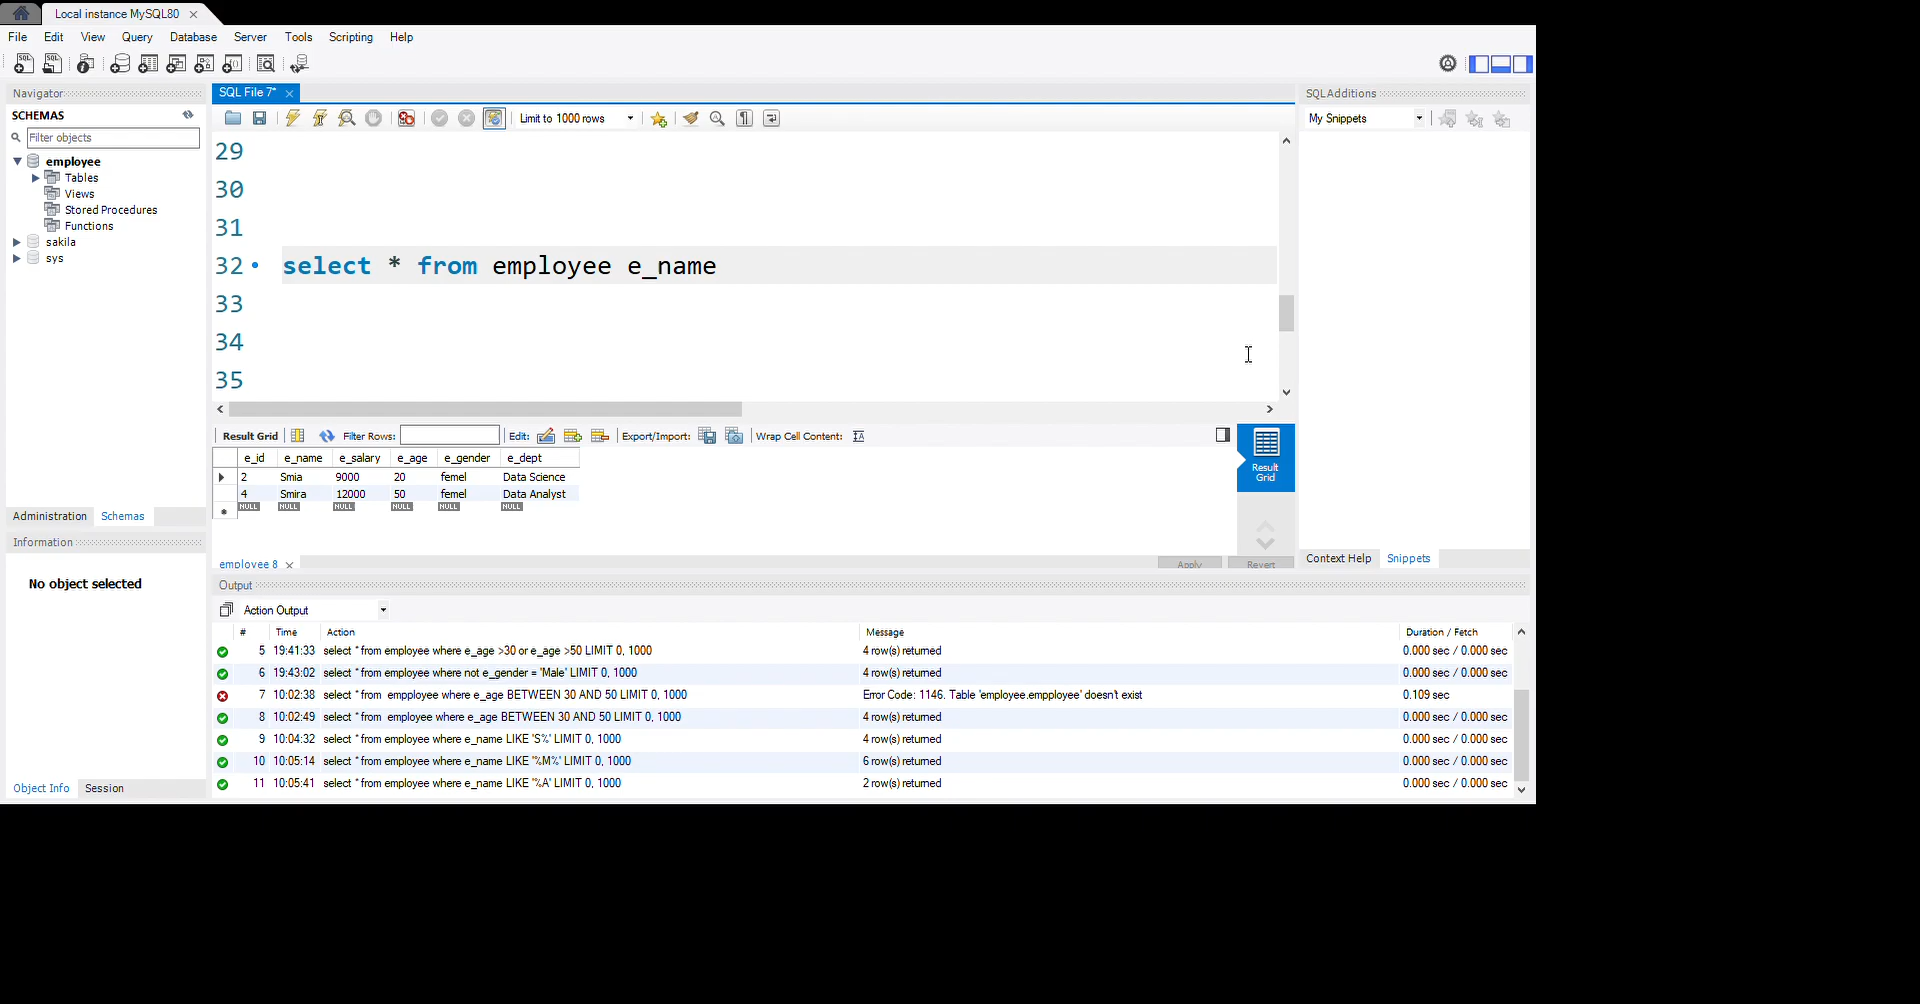 Local instance MySQL80
File Edit View Query Database Server Tools Scripting Help
Navigator
SCHEMAS
Filter objects
employee
Tables
Views
Stored Procedures
Functions
sakila
sys
Administration Schemas
Information
No object selected
Object Info Session
SQL File 7*
Limit to 1000 rows
29
30
31
32 select * from employee e_name
33
34
35
Result Grid Filter Rows: Edit: Export/Import: Wrap Cell Content:
e_id e_name e_salary e_age e_gender e_dept
2 Smia 9000 20 femel Data Science
4 Smira 12000 50 femel Data Analyst
NULL NULL NULL NULL NULL NULL
Result
Grid
employee 8
Apply Revert
SQLAdditions
My Snippets
Context Help Snippets
Output
Action Output
# Time Action Message Duration / Fetch
5 19:41:33 select * from employee where e_age >30 or e_age >50 LIMIT 0, 1000 4 row(s) returned 0.000 sec / 0.000 sec
6 19:43:02 select * from employee where not e_gender = 'Male' LIMIT 0, 1000 4 row(s) returned 0.000 sec / 0.000 sec
7 10:02:38 select * from empployee where e_age BETWEEN 30 AND 50 LIMIT 0, 1000 Error Code: 1146. Table 'employee.empployee' doesn't exist 0.109 sec
8 10:02:49 select * from employee where e_age BETWEEN 30 AND 50 LIMIT 0, 1000 4 row(s) returned 0.000 sec / 0.000 sec
9 10:04:32 select * from employee where e_name LIKE 'S%' LIMIT 0, 1000 4 row(s) returned 0.000 sec / 0.000 sec
10 10:05:14 select * from employee where e_name LIKE '%M%' LIMIT 0, 1000 6 row(s) returned 0.000 sec / 0.000 sec
11 10:05:41 select * from employee where e_name LIKE '%A' LIMIT 0, 1000 2 row(s) returned 0.000 sec / 0.000 sec